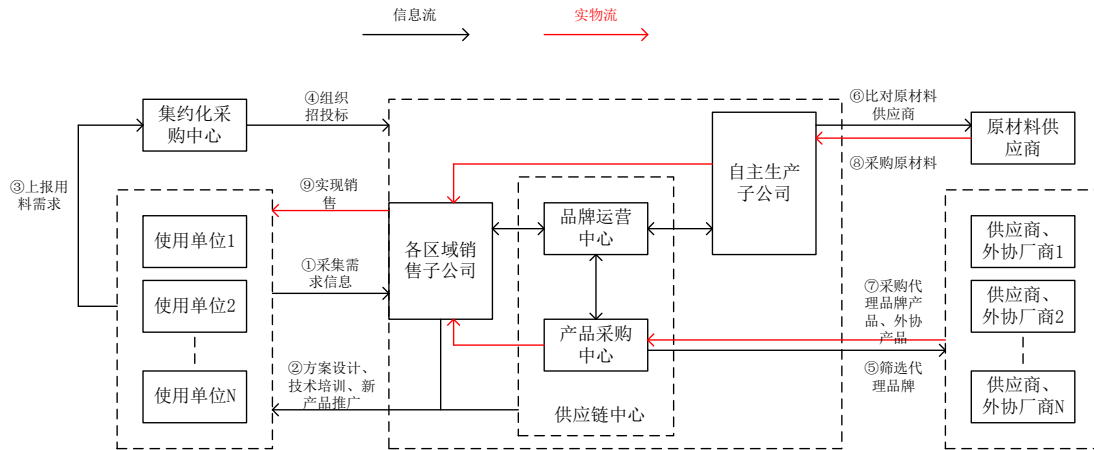 信息流
实物流
④组织
招投标
集约化采
购中心
⑥比对原材料
供应商
原材料供
应商
⑧采购原材料
自主生产
子公司
③上报用
料需求
⑨实现销
售
使用单位1
使用单位2
使用单位N
①采集需
求信息
各区域销
售子公司
品牌运营
中心
产品采购
中心
供应链中心
②方案设计、
技术培训、新
产品推广
⑦采购代
理品牌产
品、外协
产品
⑤筛选代
理品牌
供应商、
外协厂商1
供应商、
外协厂商2
供应商、
外协厂商N